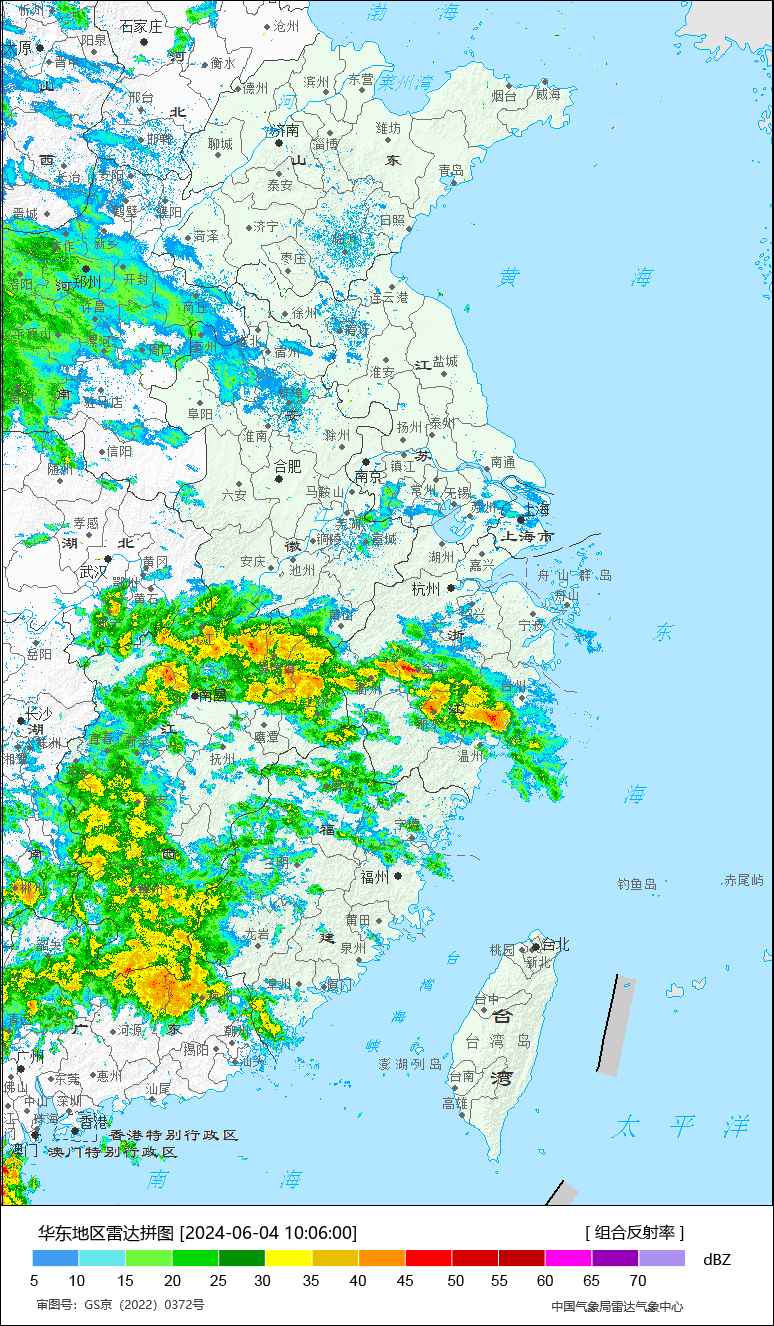 渤 海
石家庄
沧州
太原
阳泉
衡水
河
滨州
东营
莱州湾
德州
烟台
威海
山
邢台
北
河
济南
潍坊
聊城
淄博
邯郸
西
山 东
长治
安阳
泰安
青岛
鹤壁
濮阳
晋城
济宁
日照
菏泽
新乡
枣庄
黄 海
郑州
开封
河
连云港
许昌
商丘
徐州
宿迁
漯河
亳州
淮北
宿州
江
盐城
淮安
南
驻马店
阜阳
扬州
泰州
淮南
滁州
苏
信阳
合肥
镇江
南通
随州
南京
六安
马鞍山
常州
无锡
苏州
上海
孝感
芜湖
湖 北
铜陵
宣城
上海市
徽
安庆
池州
湖州
嘉兴
武汉
黄冈
舟山群岛
鄂州
杭州
舟山
黄石
黄山
绍兴
宁波
浙
东
岳阳
南昌
台州
长沙
湖
江
鹰潭
株洲
抚州
温州
湘潭
海
宁德
福
南
西
三明
福州
钓鱼岛
赤尾屿
莆田
龙岩
建
韶关
泉州
台北
桃园
新北
台
漳州
厦门
湾
台中
广 东
河源
潮州
海
台
揭阳
台湾岛
广州
汕头
峡
澎湖列岛
东莞
惠州
台南
湾
佛山
汕尾
中山
深圳
高雄
珠海
香港
香港特别行政区
太 平 洋
澳门
澳门特别行政区
南 海
华东地区雷达拼图 [2024-06-04 10:06:00]
[ 组合反射率 ]
dBZ
5 10 15 20 25 30 35 40 45 50 55 60 65 70
审图号：GS京（2022）0372号
中国气象局雷达气象中心